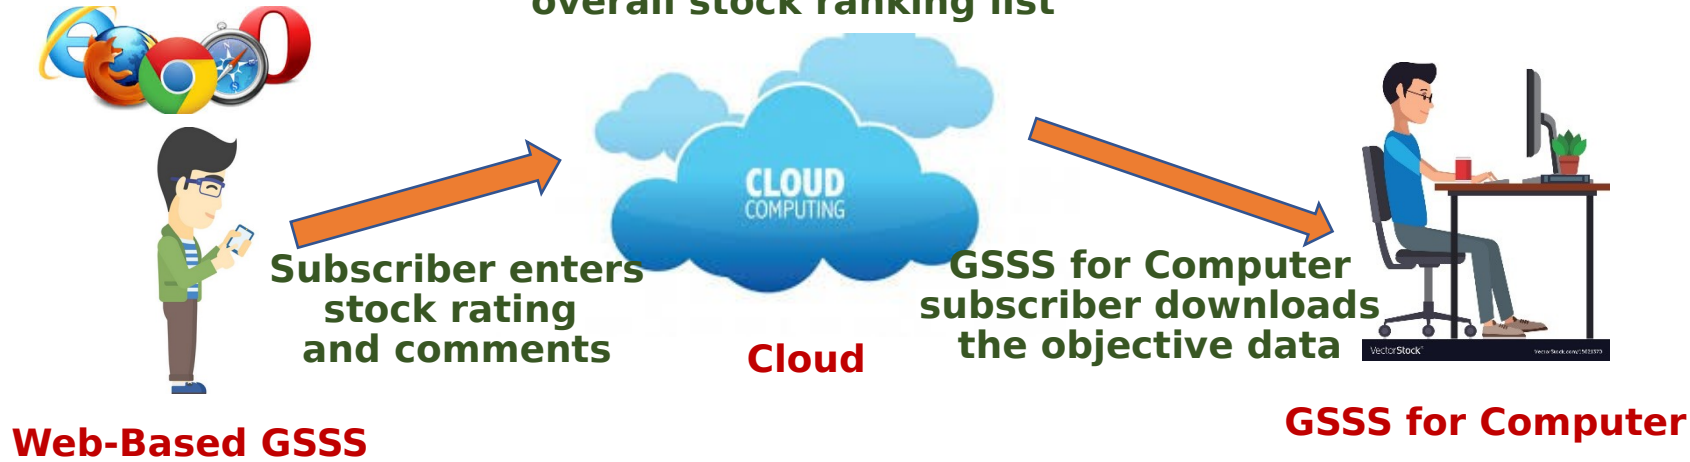 overall stock ranking list
CLOUD
COMPUTING
Subscriber enters
stock rating
and comments
GSSS for Computer
subscriber downloads
the objective data
Cloud
VectorStock®
Web-Based GSSS
GSSS for Computer